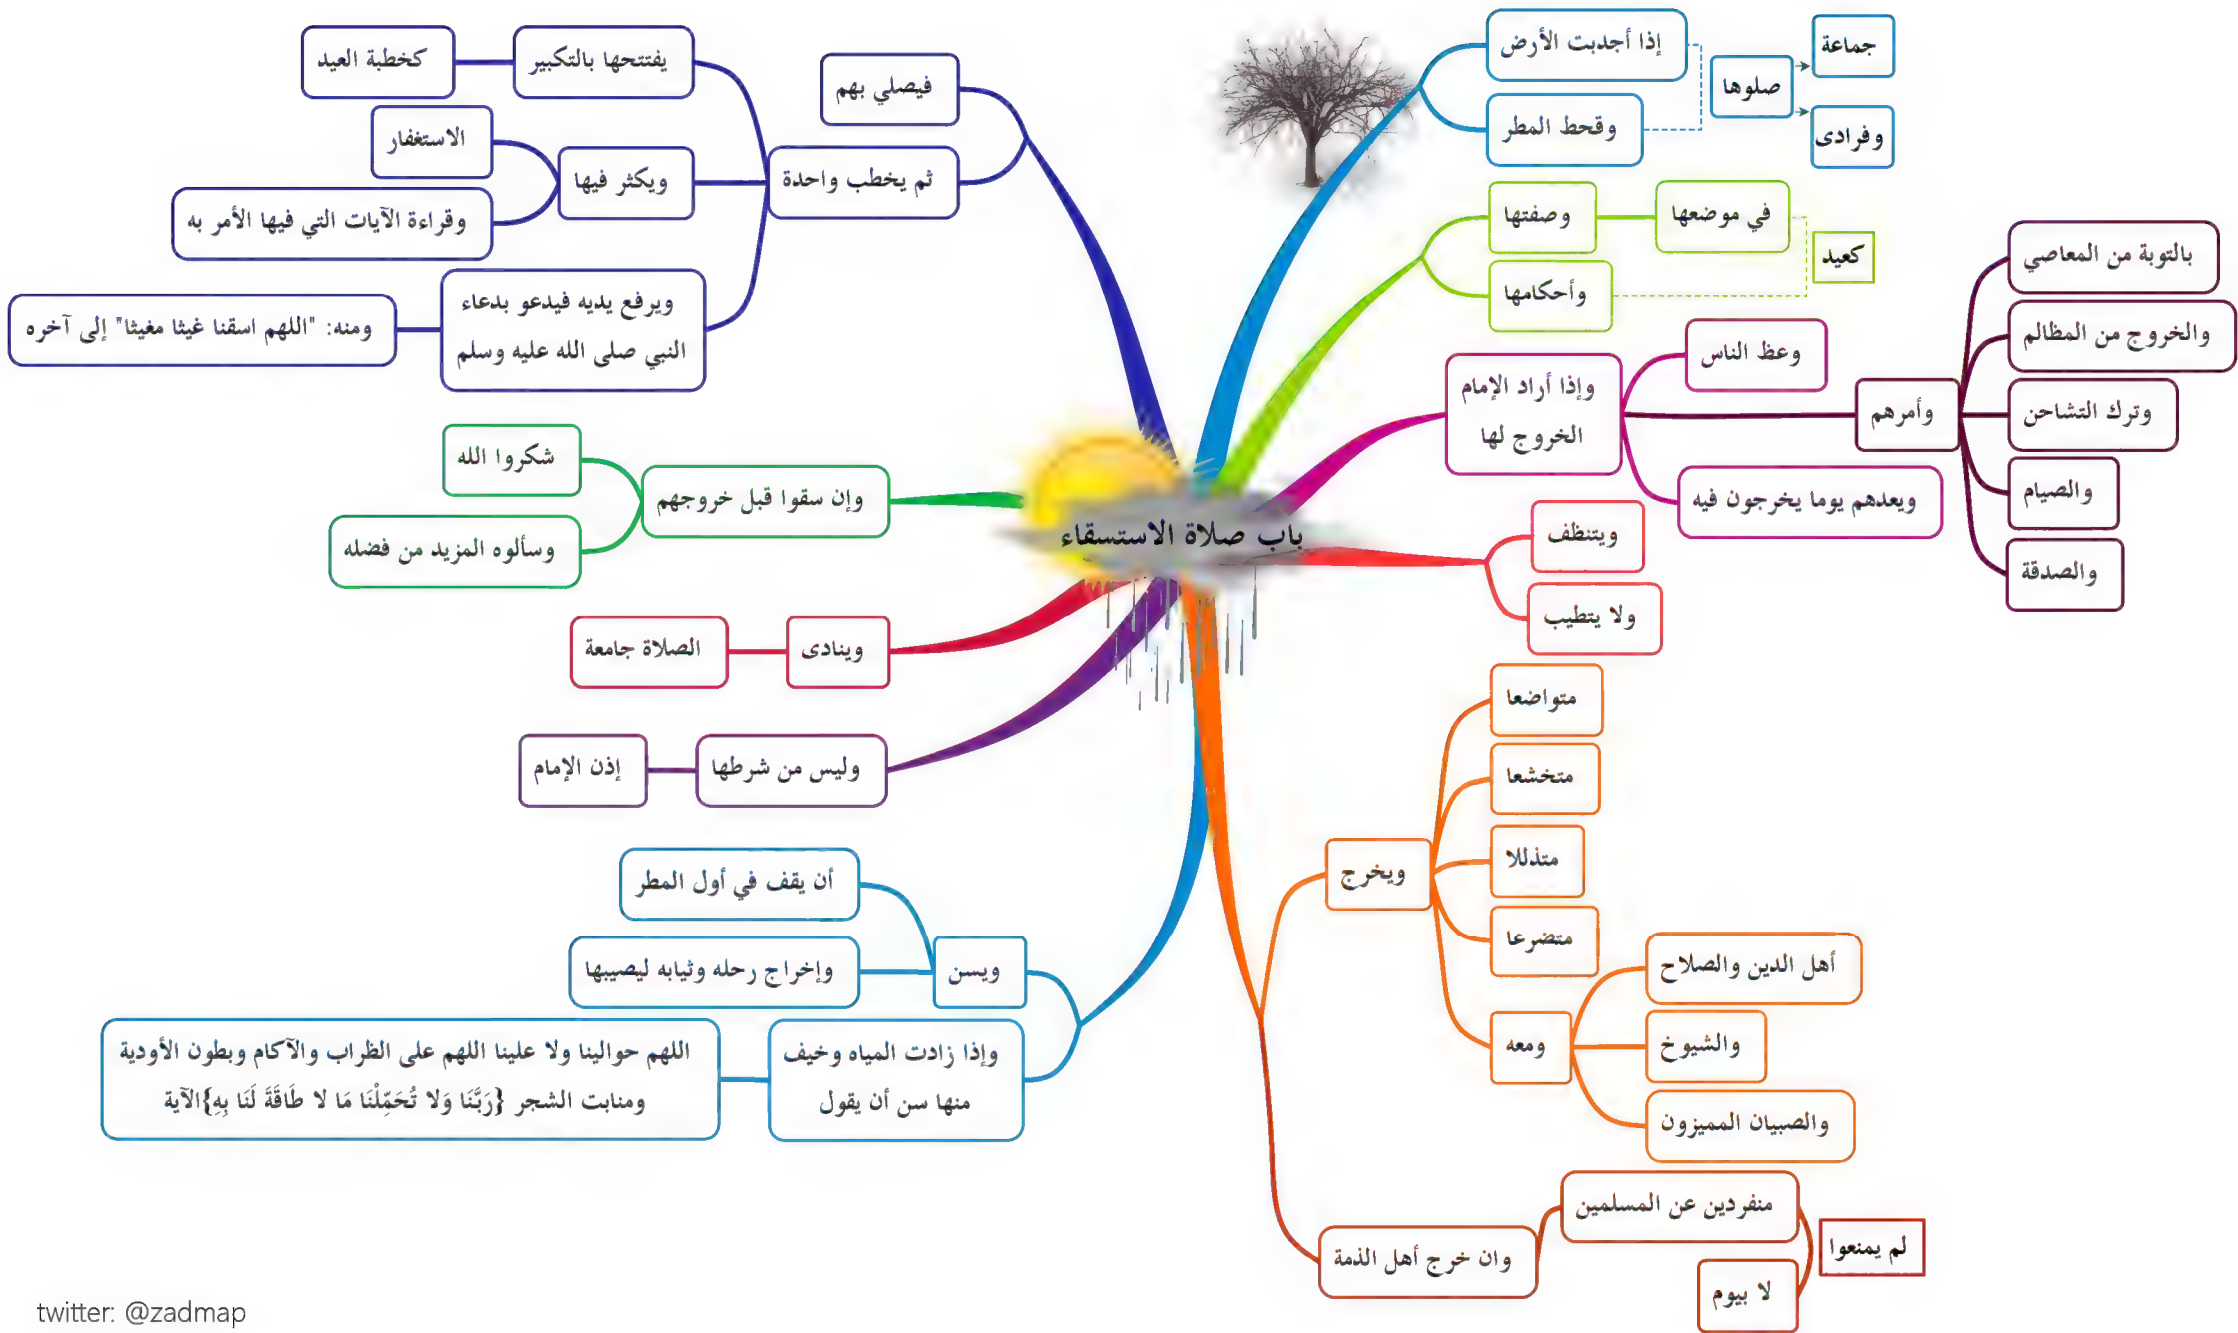 باب صلاة الاستسقاء
إذا أجدبت الأرض
وقحط المطر
صلوها
جماعة
وفرادى
وصفتها
في موضعها
وأحكامها
كعيد
وإذا أراد الإمام
الخروج لها
وعظ الناس
وأمرهم
بالتوبة من المعاصي
والخروج من المظالم
وترك التشاحن
والصيام
والصدقة
ويعدهم يوما يخرجون فيه
ويتنظف
ولا يتطيب
ويخرج
متواضعا
متخشعا
متذللا
متضرعا
ومعه
أهل الدين والصلاح
والشيوخ
والصبيان المميزون
وان خرج أهل الذمة
منفردين عن المسلمين
لا بيوم
لم يمنعوا
فيصلي بهم
ثم يخطب واحدة
يفتتحها بالتكبير
كخطبة العيد
ويكثر فيها
الاستغفار
وقراءة الآيات التي فيها الأمر به
ويرفع يديه فيدعو بدعاء
النبي صلى الله عليه وسلم
ومنه: "اللهم اسقنا غيثا مغيثا" إلى آخره
وإن سقوا قبل خروجهم
شكروا الله
وسألوه المزيد من فضله
وينادى
الصلاة جامعة
وليس من شرطها
إذن الإمام
ويسن
أن يقف في أول المطر
وإخراج رحله وثيابه ليصيبها
وإذا زادت المياه وخيف
منها سن أن يقول
اللهم حوالينا ولا علينا اللهم على الظراب والآكام وبطون الأودية
ومنابت الشجر {رَبَّنَا وَلا تُحَمِّلْنَا مَا لا طَاقَةَ لَنَا بِهِ}الآية
twitter: @zadmap